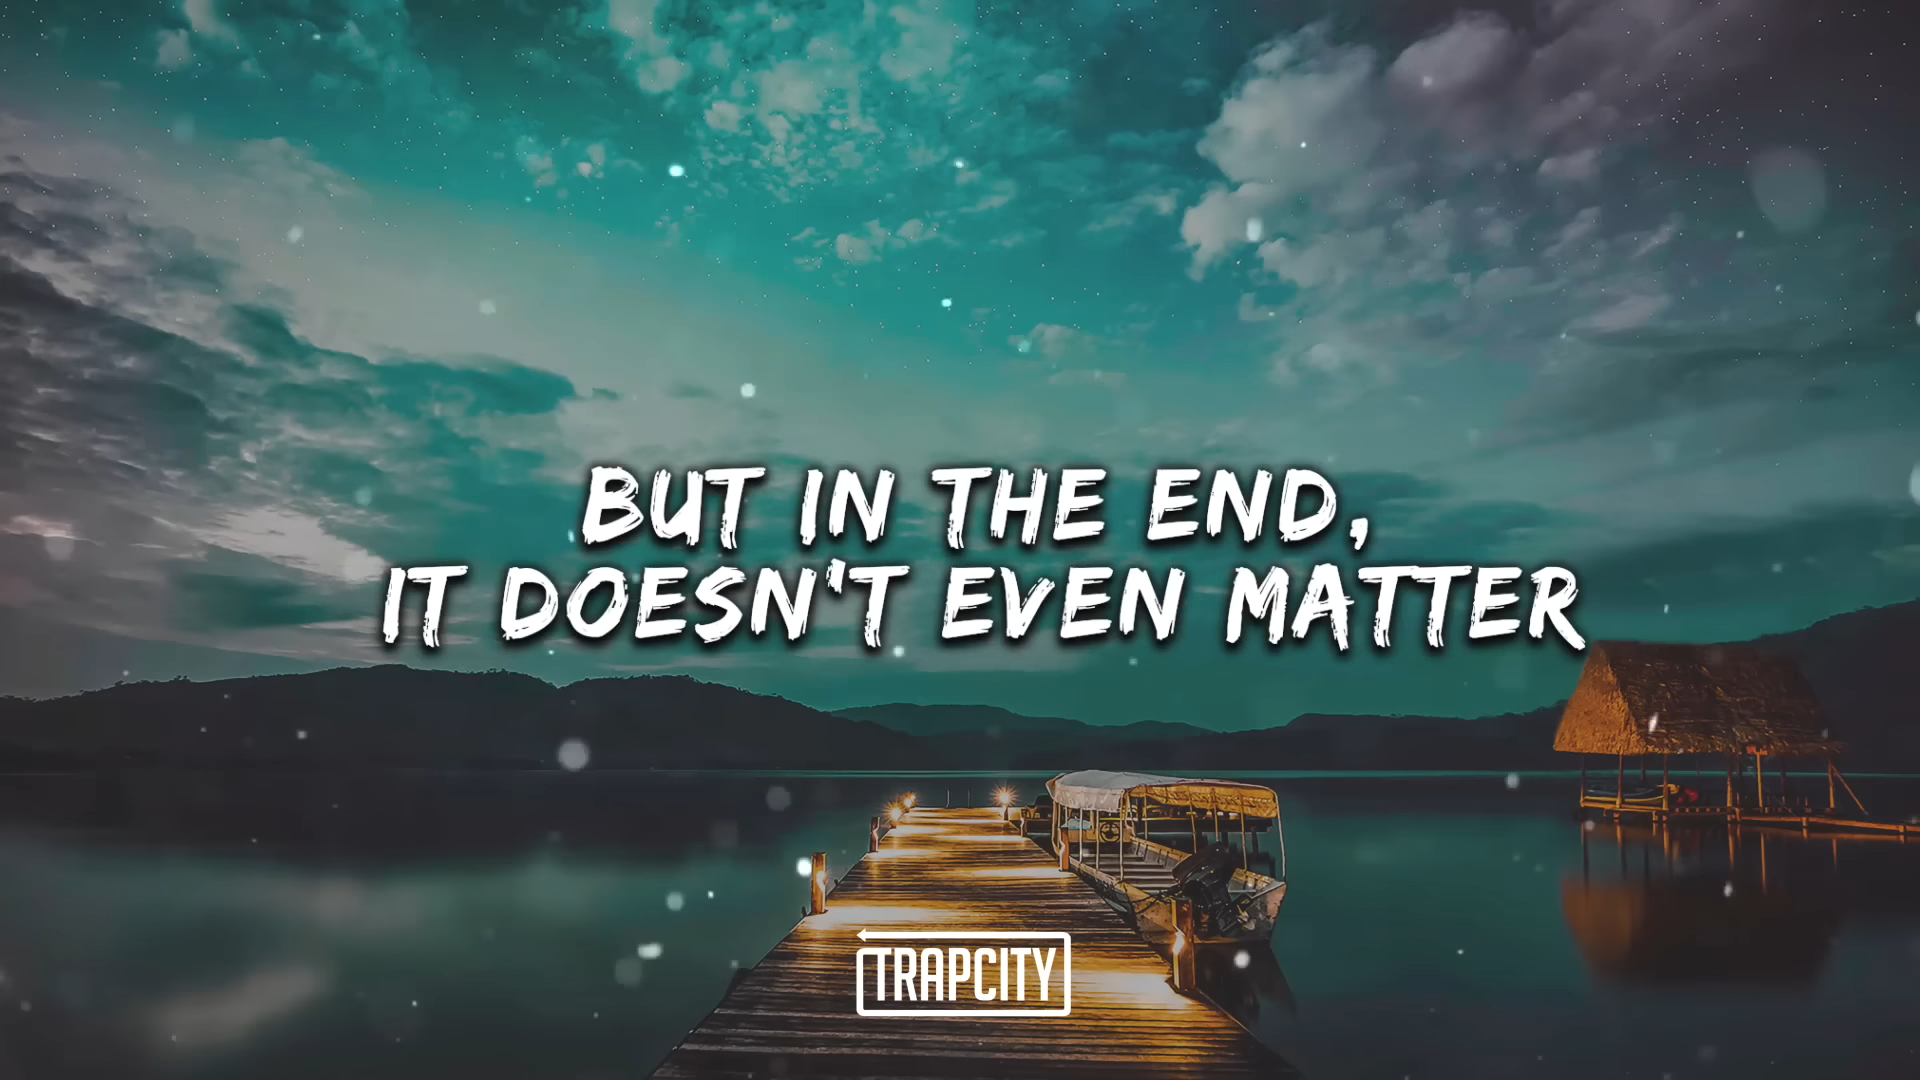 BUT IN THE END,
IT DOESN'T EVEN MATTER
TRAPCITY